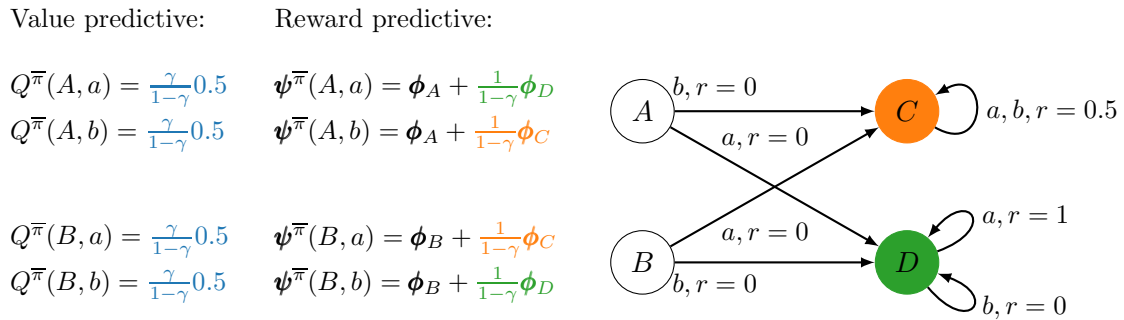 Value predictive: Reward predictive:
Q^π̅(A, a) = γ/(1−γ) 0.5 ψ^π̅(A, a) = ϕ_A + 1/(1−γ) ϕ_D
Q^π̅(A, b) = γ/(1−γ) 0.5 ψ^π̅(A, b) = ϕ_A + 1/(1−γ) ϕ_C
Q^π̅(B, a) = γ/(1−γ) 0.5 ψ^π̅(B, a) = ϕ_B + 1/(1−γ) ϕ_C
Q^π̅(B, b) = γ/(1−γ) 0.5 ψ^π̅(B, b) = ϕ_B + 1/(1−γ) ϕ_D
b, r = 0
A
C
a, b, r = 0.5
a, r = 0
a, r = 1
a, r = 0
B
D
b, r = 0
b, r = 0